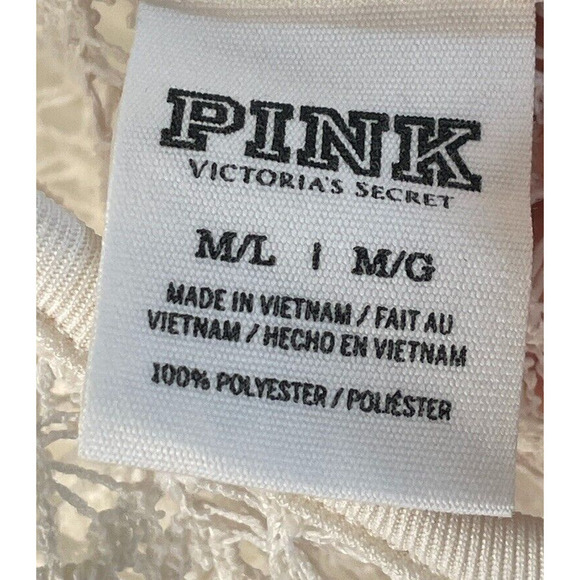 PINK
VICTORIA'S SECRET
M/L | M/G
MADE IN VIETNAM / FAIT AU
VIETNAM / HECHO EN VIETNAM
100% POLYESTER / POLIÉSTER